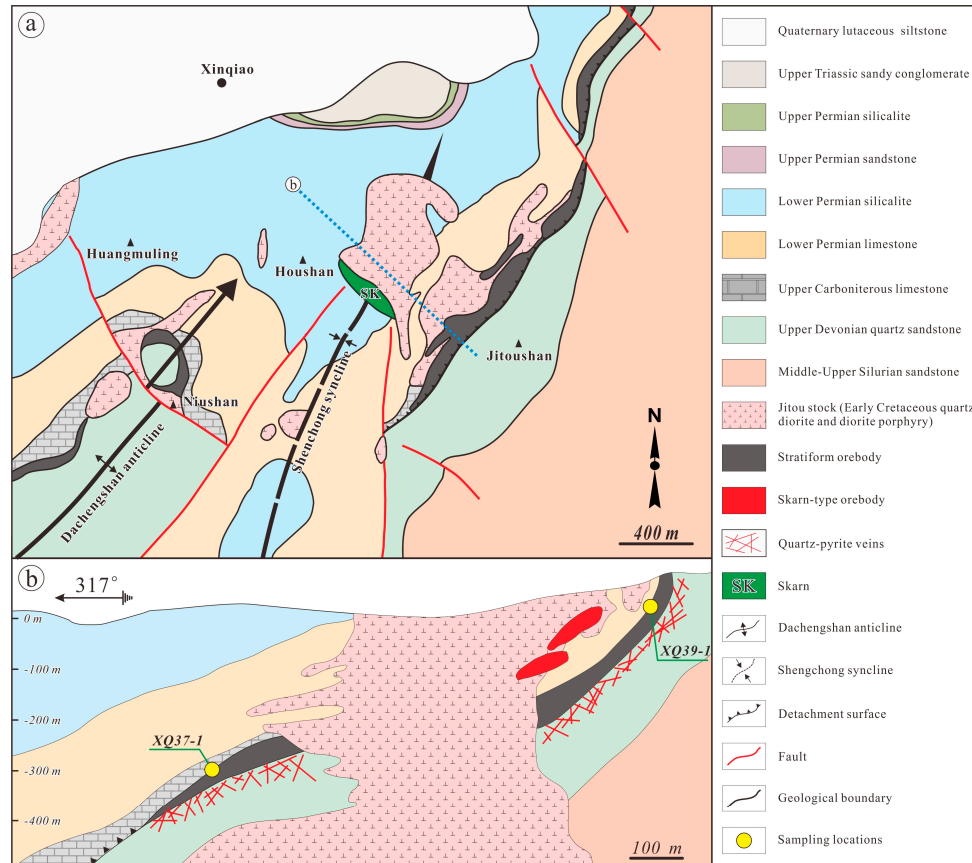 a
Xinqiao
b
Huangmuling
Houshan
SK
Jitoushan
Niushan
Shenchong syncline
Dachengshan anticline
N
400 m
b
317°
0 m
-100 m
-200 m
-300 m
-400 m
XQ37-1
XQ39-1
100 m
Quaternary lutaceous siltstone
Upper Triassic sandy conglomerate
Upper Permian silicalite
Upper Permian sandstone
Lower Permian silicalite
Lower Permian limestone
Upper Carboniterous limestone
Upper Devonian quartz sandstone
Middle-Upper Silurian sandstone
Jitou stock (Early Cretaceous quartz
diorite and diorite porphyry)
Stratiform orebody
Skarn-type orebody
Quartz-pyrite veins
SK
Skarn
Dachengshan anticline
Shengchong syncline
Detachment surface
Fault
Geological boundary
Sampling locations